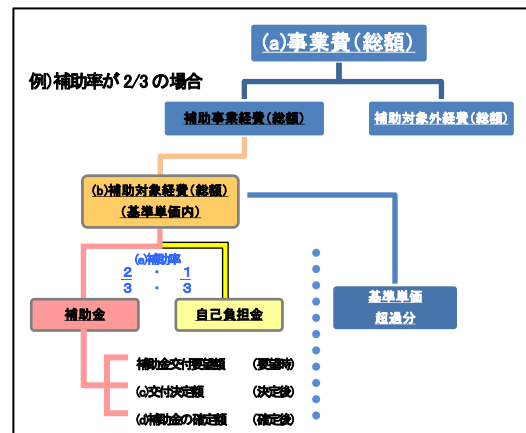 (a)事業費(総額)
例)補助率が 2/3 の場合
補助事業経費(総額)
補助対象外経費(総額)
(b)補助対象経費(総額)
(基準単価内)
(e)補助率
2/3 : 1/3
補助金
自己負担金
基準単価
超過分
補助金交付要望額 (要望時)
(c)交付決定額 (決定後)
(d)補助金の確定額 (確定後)